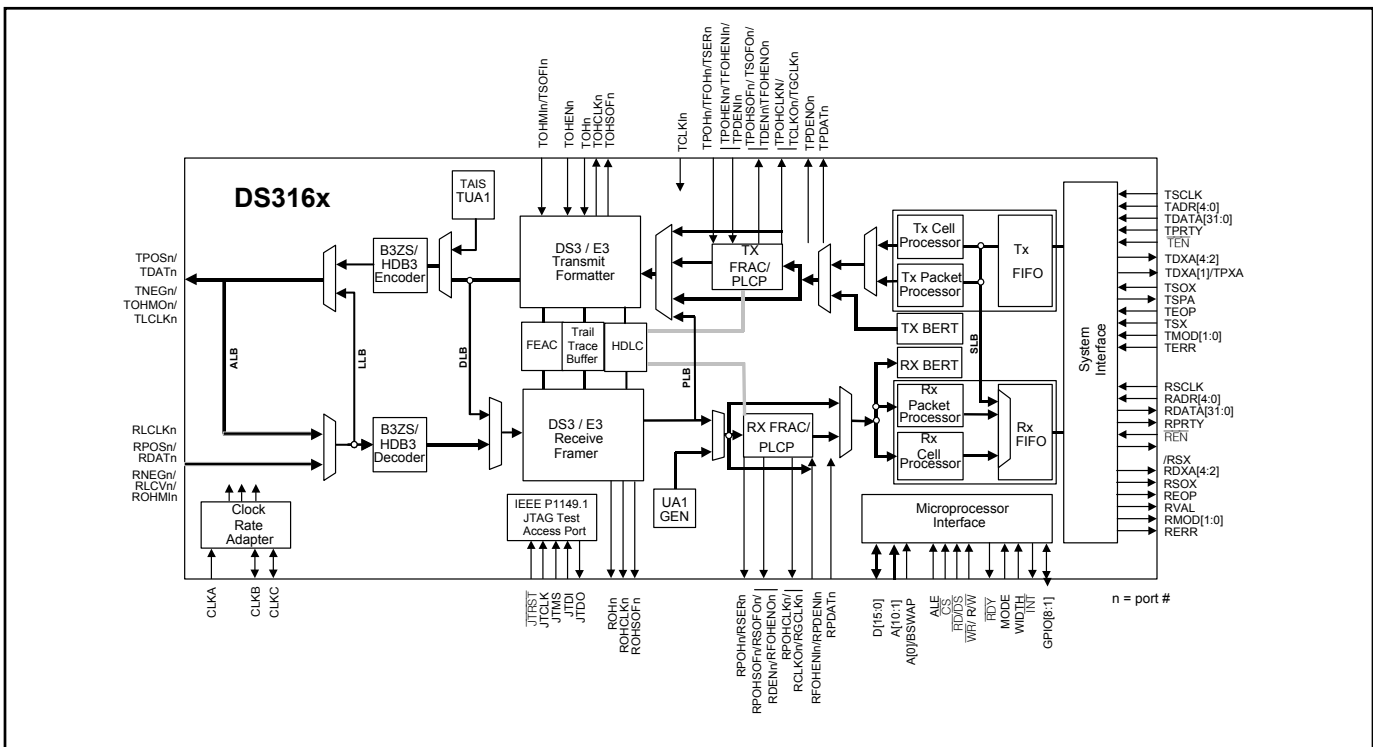 TOHMIn/TSOFIn
TOHENn
TOHn
TOHCLKn
TOHSOFn
TCLKIn
TPOHn/TFOHn/TSERn
TPOHENn/TFOHENIn/
TPDENIn
TPOHSOFn/ TSOFOn/
TDENn\TFOHENOn
TPOHCLKN/
TCLKOn/TGCLKn
TPDENOn
TPDATn
DS316x
TAIS
TUA1
B3ZS/
HDB3
Encoder
DS3 / E3
Transmit
Formatter
TX
FRAC/
PLCP
Tx Cell
Processor
Tx Packet
Processor
Tx
FIFO
TX BERT
RX BERT
FEAC
Trail
Trace
Buffer
HDLC
ALB
LLB
DLB
PLB
SLB
System
Interface
TPOSn/
TDATn
TNEGn/
TOHMOn/
TLCLKn
RLCLKn
RPOSn/
RDATn
RNEGn/
RLCVn/
ROHMIn
B3ZS/
HDB3
Decoder
DS3 / E3
Receive
Framer
RX FRAC/
PLCP
UA1
GEN
Rx
Packet
Processor
Rx
Cell
Processor
Rx
FIFO
Clock
Rate
Adapter
IEEE P1149.1
JTAG Test
Access Port
Microprocessor
Interface
TSCLK
TADR[4:0]
TDATA[31:0]
TPRTY
TEN
TDXA[4:2]
TDXA[1]/TPXA
TSOX
TSPA
TEOP
TSX
TMOD[1:0]
TERR
RSCLK
RADR[4:0]
RDATA[31:0]
RPRTY
REN
/RSX
RDXA[4:2]
RSOX
REOP
RVAL
RMOD[1:0]
RERR
CLKA
CLKB
CLKC
JTRST
JTCLK
JTMS
JTDI
JTDO
ROHn
ROHCLKn
ROHSOFn
RPOHn/RSERn
RPOHSOFn/RSOFOn/
RDENn/RFOHENOn
RPOHCLKn/
RCLKOn/RGCLKn
RFOHENIn/RPDENIn
RPDATn
D[15:0]
A[10:1]
A[0]/BSWAP
ALE
CS
RD/DS
WR/ R/W
RDY
MODE
WIDTH
INT
GPIO[8:1]
n = port #